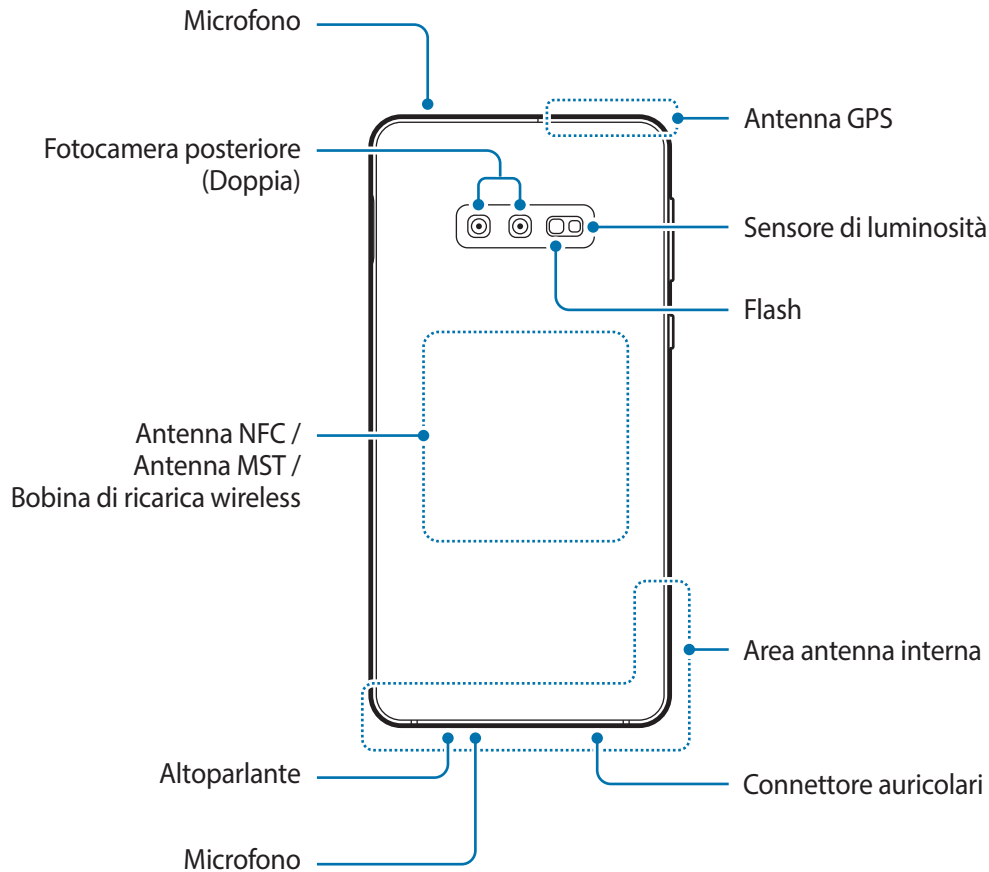 Microfono
Antenna GPS
Fotocamera posteriore
(Doppia)
Sensore di luminosità
Flash
Antenna NFC /
Antenna MST /
Bobina di ricarica wireless
Area antenna interna
Altoparlante
Connettore auricolari
Microfono